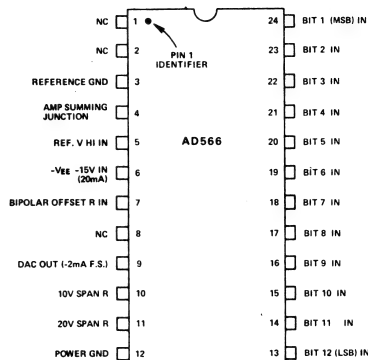 NC 1
24 BIT 1 (MSB) IN
PIN 1
IDENTIFIER
NC 2
23 BIT 2 IN
REFERENCE GND 3
22 BIT 3 IN
AMP SUMMING
JUNCTION 4
21 BIT 4 IN
REF. V HI IN 5
AD566
20 BIT 5 IN
-VEE -15V IN
(20mA) 6
19 BIT 6 IN
BIPOLAR OFFSET R IN 7
18 BIT 7 IN
NC 8
17 BIT 8 IN
DAC OUT (-2mA F.S.) 9
16 BIT 9 IN
10V SPAN R 10
15 BIT 10 IN
20V SPAN R 11
14 BIT 11 IN
POWER GND 12
13 BIT 12 (LSB) IN